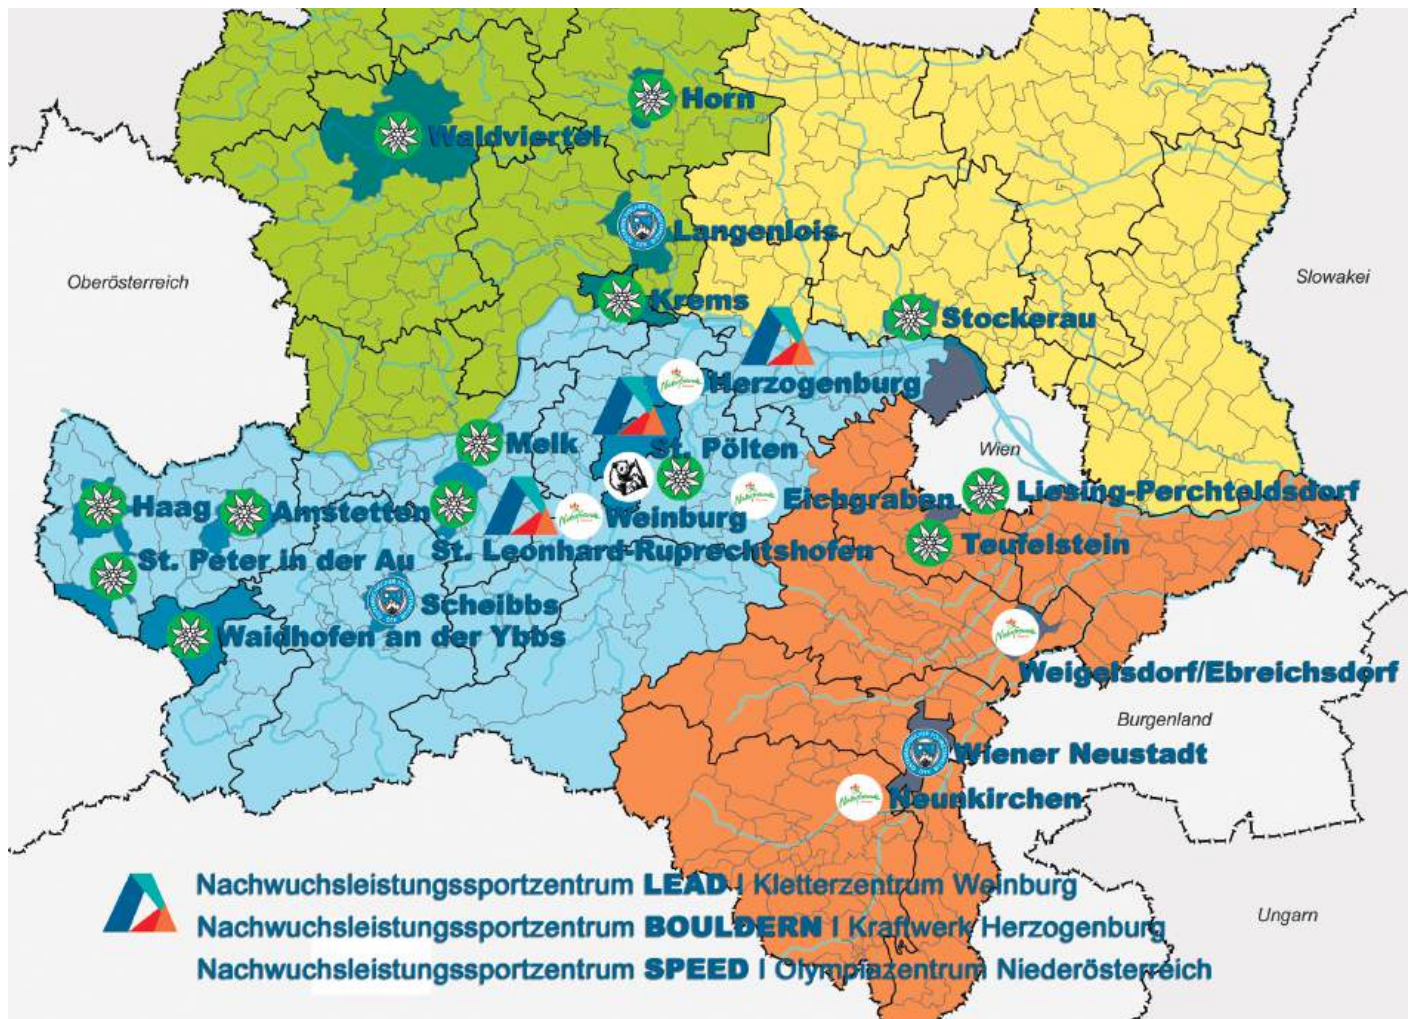 Horn
Waldviertel
Langenlois
Oberösterreich
Slowakei
Krems
Stockerau
Herzogenburg
Melk
St. Pölten
Wien
Haag
Amstetten
Eichgraben
Liesing-Perchteldsdorf
Weinburg
St. Leonhard-Ruprechtshofen
Teufelstein
St. Peter in der Au
Scheibbs
Waidhofen an der Ybbs
Weigelsdorf/Ebreichsdorf
Burgenland
Wiener Neustadt
Neunkirchen
Nachwuchsleistungssportzentrum LEAD I Kletterzentrum Weinburg
Nachwuchsleistungssportzentrum BOULDERN I Kraftwerk Herzogenburg
Ungarn
Nachwuchsleistungssportzentrum SPEED I Olympiazentrum Niederösterreich